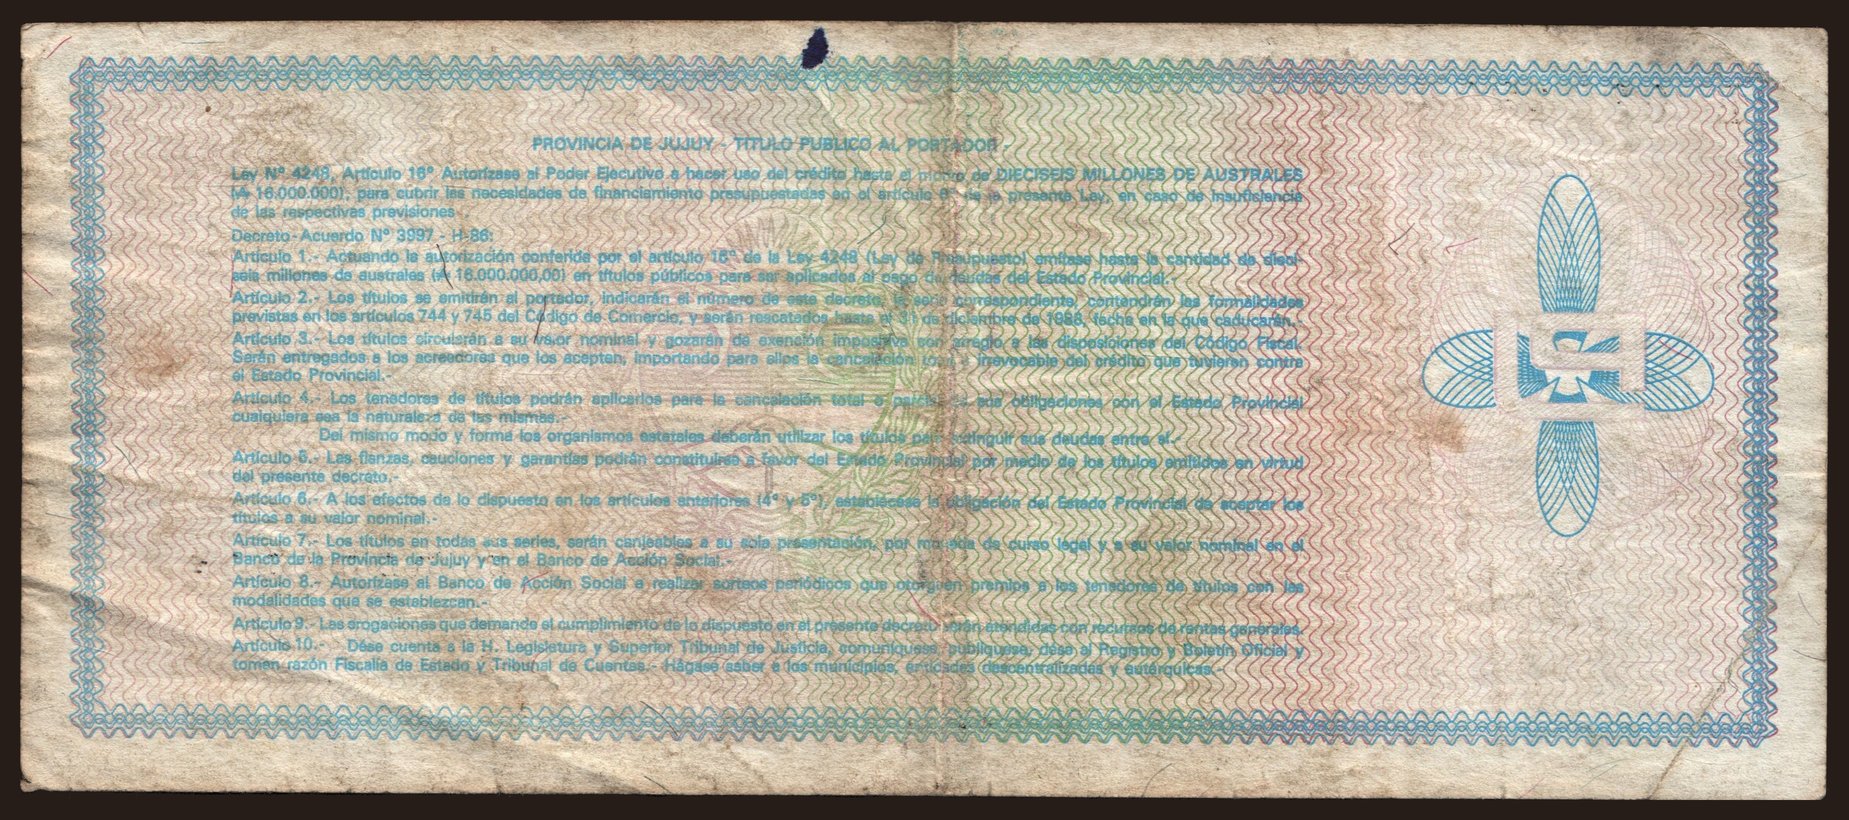 PROVINCIA DE JUJUY - TITULO PUBLICO AL PORTADOR -
Ley Nº 4248, Artículo 16º Autorízase al Poder Ejecutivo a hacer uso del crédito hasta el monto de DIECISEIS MILLONES DE AUSTRALES
(A 16.000.000), para cubrir las necesidades de financiamiento presupuestadas en el artículo de la presente Ley, en caso de insuficiencia
de las respectivas previsiones.
Decreto-Acuerdo Nº 3997 - H-86:
Artículo 1.- Actuando la autorización conferida por el artículo 16º de la Ley 4248 (Ley de Presupuesto) emítase hasta la cantidad de dieci-
seis millones de australes (A 16.000.000.00) en títulos públicos para ser aplicados al pago de deudas del Estado Provincial.-
Artículo 2.- Los títulos se emitirán al portador, indicarán el número de este decreto, la serie correspondiente, contendrán las formalidades
previstas en los artículos 744 y 745 del Código de Comercio, y serán rescatados hasta el 31 de diciembre de 1988, fecha en la que caducarán.-
Artículo 3.- Los títulos circularán a su valor nominal y gozarán de exención impositiva con arreglo a las disposiciones del Código Fiscal.
Serán entregados a los acreedores que los acepten, importando para ellos la cancelación total e irrevocable del crédito que tuvieren contra
el Estado Provincial.-
Artículo 4.- Los tenedores de títulos podrán aplicarlos para la cancelación total o parcial de sus obligaciones con el Estado Provincial
cualquiera sea la naturaleza de las mismas.-
Del mismo modo y forma los organismos estatales deberán utilizar los títulos para extinguir sus deudas entre sí.-
Artículo 5.- Las fianzas, cauciones y garantías podrán constituirse a favor del Estado Provincial por medio de los títulos emitidos en virtud
del presente decreto.-
Artículo 6.- A los efectos de lo dispuesto en los artículos anteriores (4º y 5º), establécese la obligación del Estado Provincial de aceptar los
títulos a su valor nominal.-
Artículo 7.- Los títulos en todas sus series, serán canjeables a su sola presentación, por moneda de curso legal y a su valor nominal en el
Banco de la Provincia de Jujuy y en el Banco de Acción Social.-
Artículo 8.- Autorízase al Banco de Acción Social a realizar sorteos periódicos que otorguen premios a los tenedores de títulos con las
modalidades que se establezcan.-
Artículo 9.- Las erogaciones que demande el cumplimiento de lo dispuesto en el presente decreto serán atendidas con recursos de rentas generales.
Artículo 10.- Dése cuenta a la H. Legislatura y Superior Tribunal de Justicia, comuníquese, publíquese, dése al Registro y Boletín Oficial y
tomen razón Fiscalía de Estado y Tribunal de Cuentas.- Hágase saber a los municipios, entidades descentralizadas y autárquicas.-